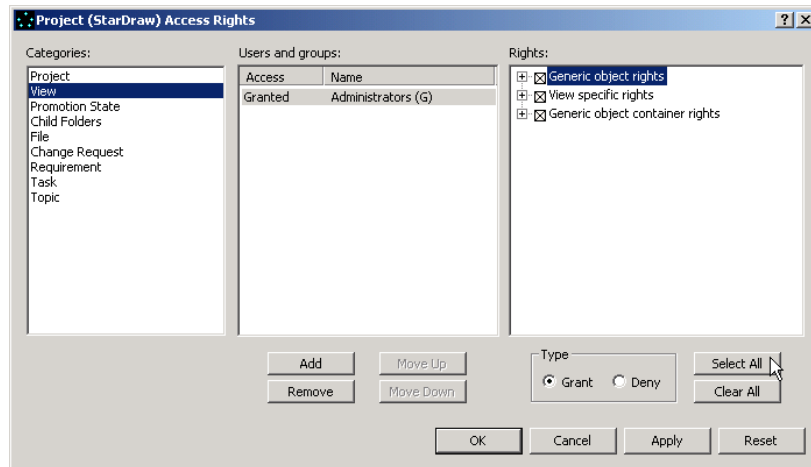 Project (StarDraw) Access Rights
Categories:
Users and groups:
Rights:
Project
View
Promotion State
Child Folders
File
Change Request
Requirement
Task
Topic
Access Name
Granted Administrators (G)
Generic object rights
View specific rights
Generic object container rights
Add
Move Up
Remove
Move Down
Type
Grant Deny
Select All
Clear All
OK
Cancel
Apply
Reset